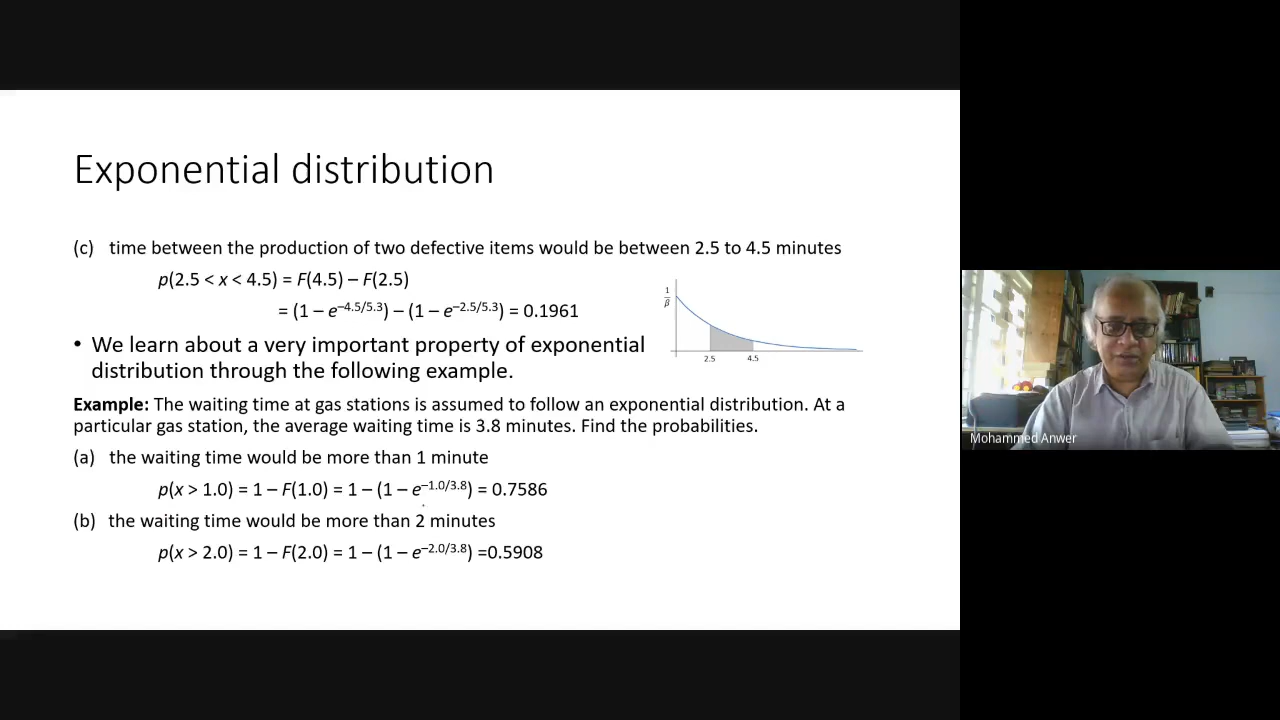 Exponential distribution
(c) time between the production of two defective items would be between 2.5 to 4.5 minutes
p(2.5 < x < 4.5) = F(4.5) – F(2.5)
= (1 – e^–4.5/5.3) – (1 – e^–2.5/5.3) = 0.1961
1
β
2.5 4.5
• We learn about a very important property of exponential
distribution through the following example.
Example: The waiting time at gas stations is assumed to follow an exponential distribution. At a
particular gas station, the average waiting time is 3.8 minutes. Find the probabilities.
(a) the waiting time would be more than 1 minute
p(x > 1.0) = 1 – F(1.0) = 1 – (1 – e^–1.0/3.8) = 0.7586
(b) the waiting time would be more than 2 minutes
p(x > 2.0) = 1 – F(2.0) = 1 – (1 – e^–2.0/3.8) =0.5908
Mohammed Anwer